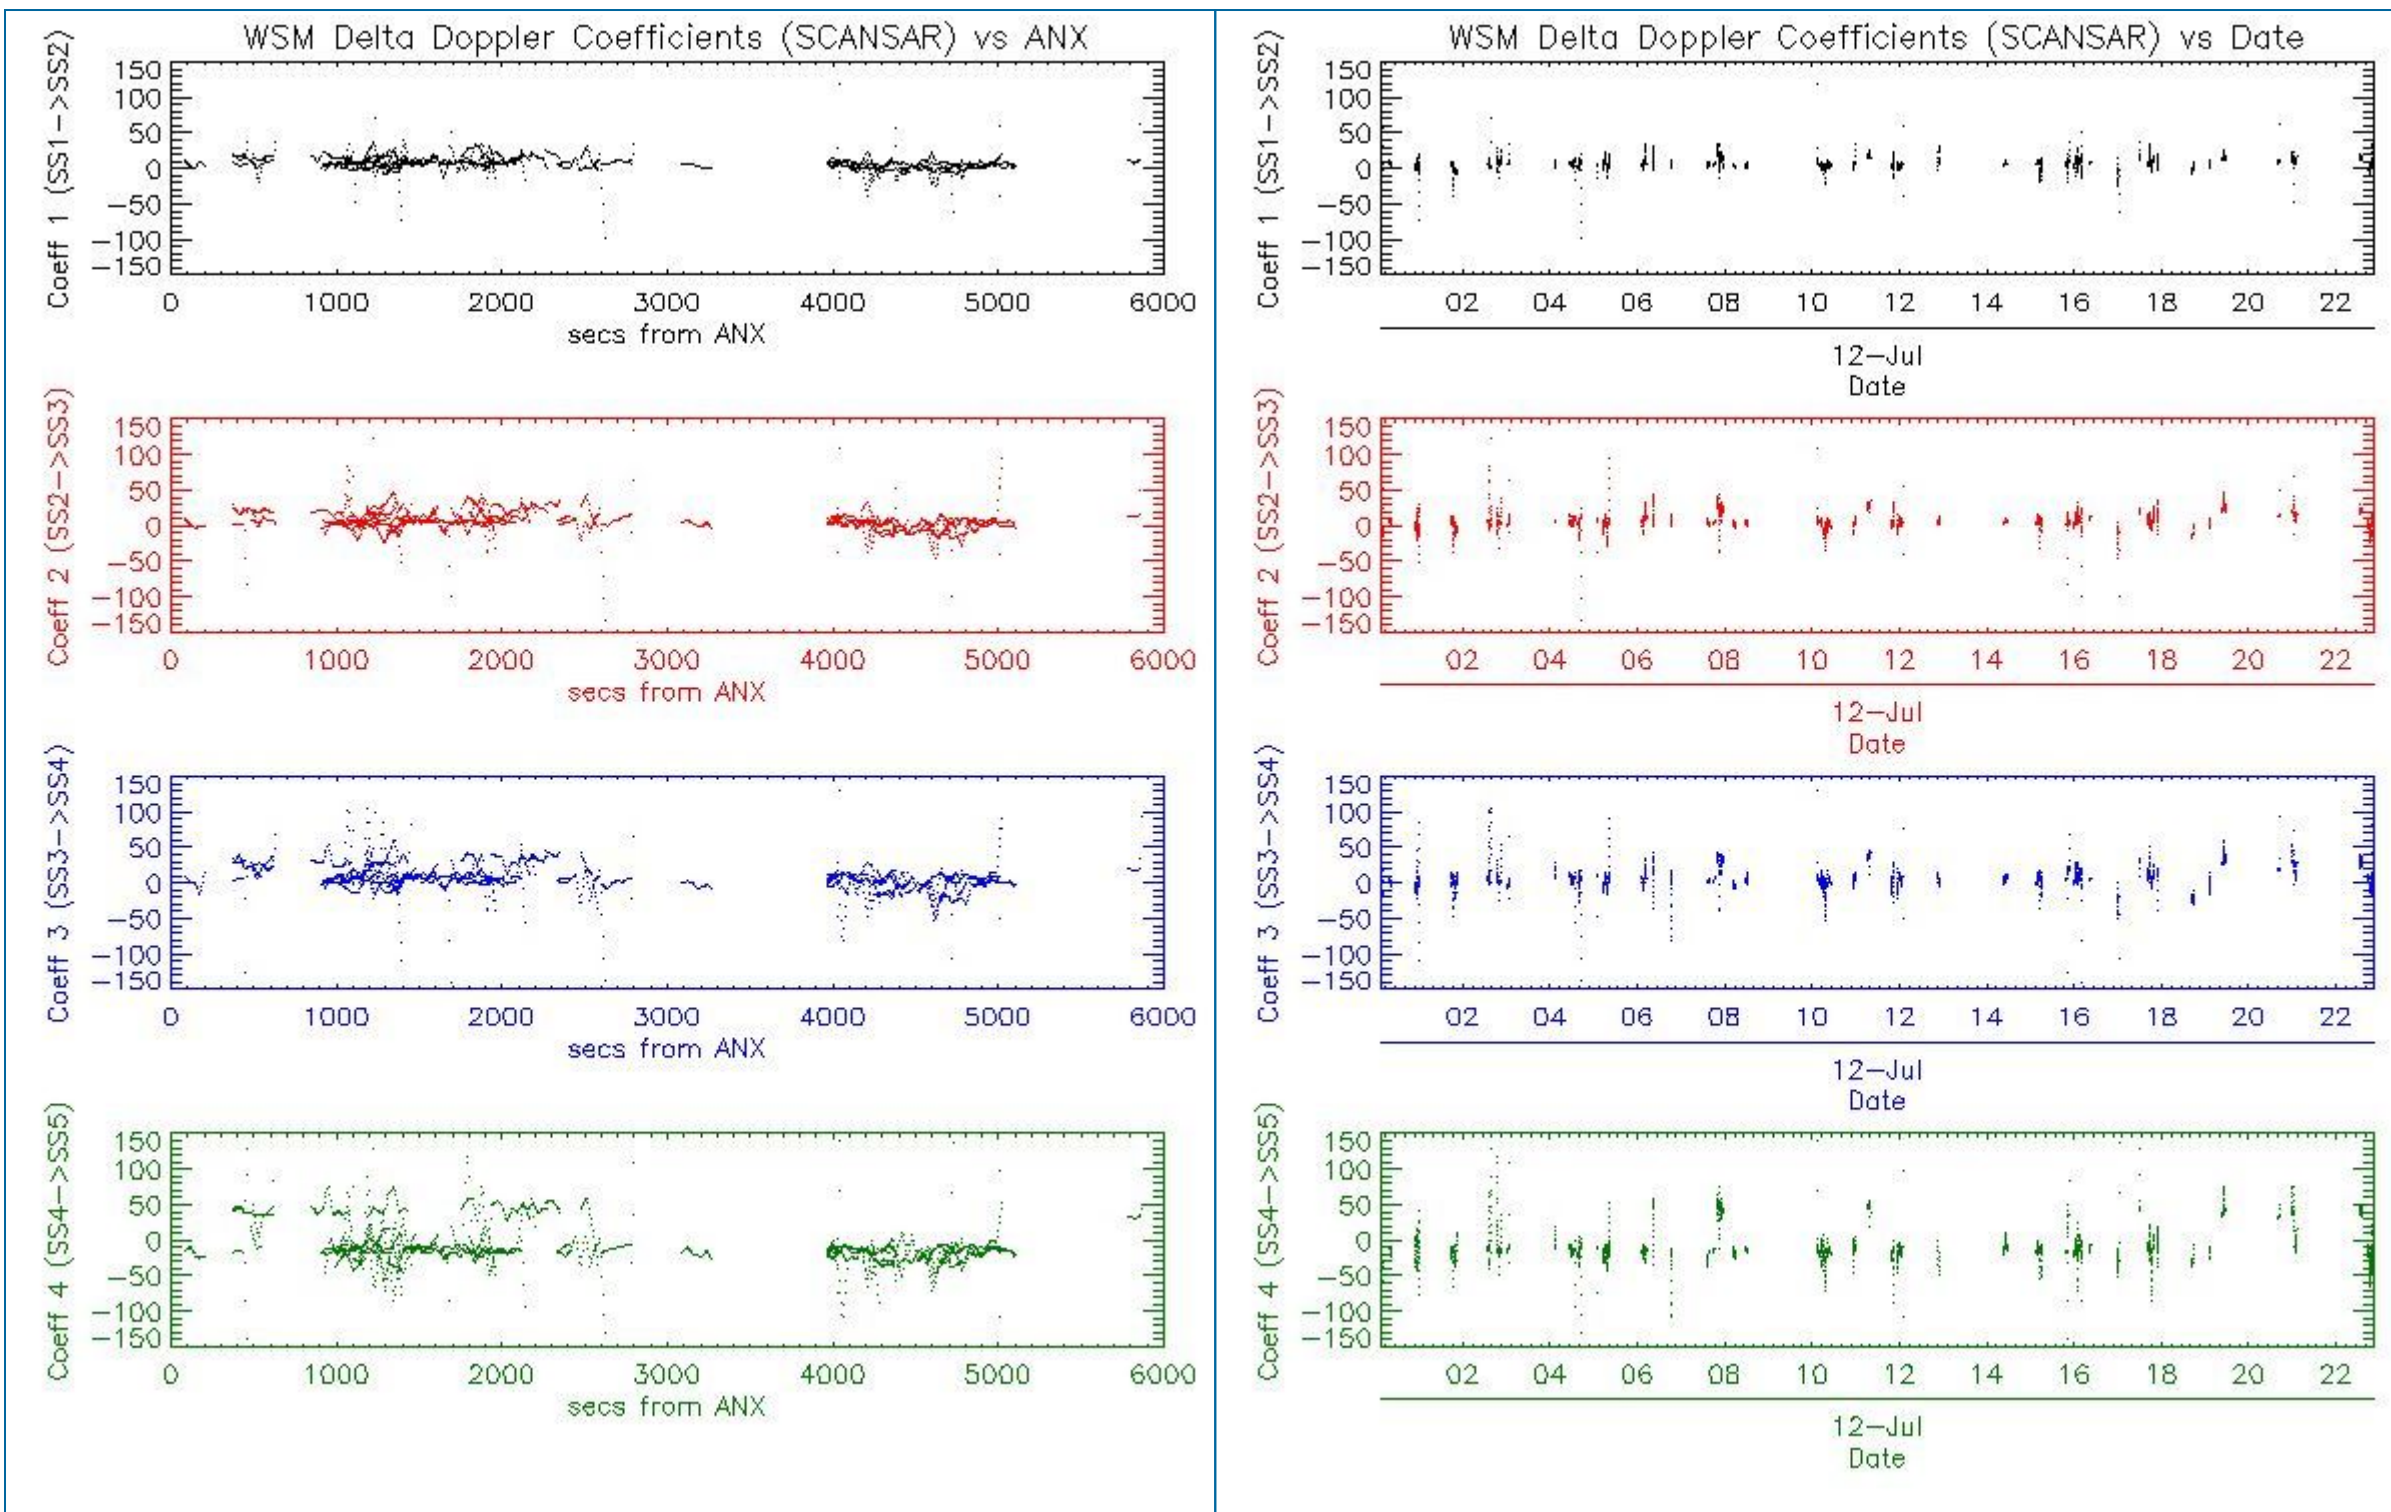 WSM Delta Doppler Coefficients (SCANSAR) vs ANX
Coeff 1 (SS1->SS2)
150
100
50
0
-50
-100
-150
0 1000 2000 3000 4000 5000 6000
secs from ANX
Coeff 2 (SS2->SS3)
150
100
50
0
-50
-100
-150
0 1000 2000 3000 4000 5000 6000
secs from ANX
Coeff 3 (SS3->SS4)
150
100
50
0
-50
-100
-150
0 1000 2000 3000 4000 5000 6000
secs from ANX
Coeff 4 (SS4->SS5)
150
100
50
0
-50
-100
-150
0 1000 2000 3000 4000 5000 6000
secs from ANX
WSM Delta Doppler Coefficients (SCANSAR) vs Date
Coeff 1 (SS1->SS2)
150
100
50
0
-50
-100
-150
02 04 06 08 10 12 14 16 18 20 22
12-Jul
Date
Coeff 2 (SS2->SS3)
150
100
50
0
-50
-100
-150
02 04 06 08 10 12 14 16 18 20 22
12-Jul
Date
Coeff 3 (SS3->SS4)
150
100
50
0
-50
-100
-150
02 04 06 08 10 12 14 16 18 20 22
12-Jul
Date
Coeff 4 (SS4->SS5)
150
100
50
0
-50
-100
-150
02 04 06 08 10 12 14 16 18 20 22
12-Jul
Date